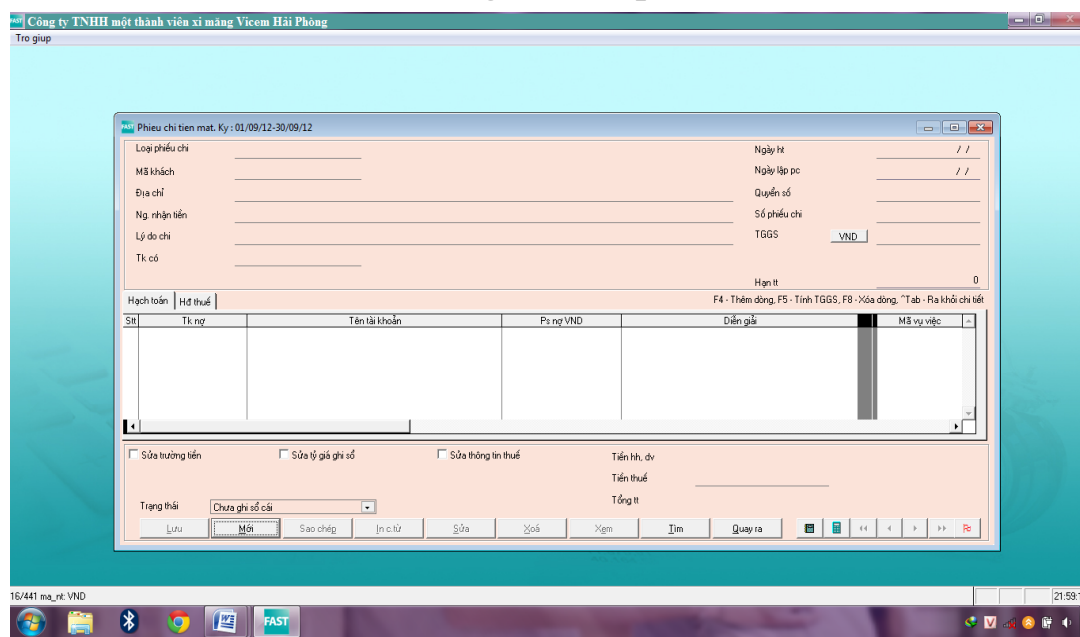 FAST Công ty TNHH một thành viên xi măng Vicem Hải Phòng
Tro giup
FAST Phieu chi tien mat. Ky : 01/09/12-30/09/12
Loại phiếu chi
Ngày ht / /
Mã khách
Ngày lập pc / /
Địa chỉ
Quyển số
Ng. nhận tiền
Số phiếu chi
Lý do chi
TGGS VND
Tk có
Hạn tt 0
Hạch toán Hđ thuế F4 - Thêm dòng, F5 - Tính TGGS, F8 - Xóa dòng, ^Tab - Ra khỏi chi tiết
Stt Tk nợ Tên tài khoản Ps nợ VND Diễn giải Mã vụ việc
Sửa trường tiền Sửa tỷ giá ghi sổ Sửa thông tin thuế Tiền hh, dv
Tiền thuế
Trạng thái Chưa ghi sổ cái Tổng tt
Lưu Mới Sao chép In c.từ Sửa Xoá Xem Tìm Quay ra
16/441 ma_nt: VND 21:59:1
FAST V